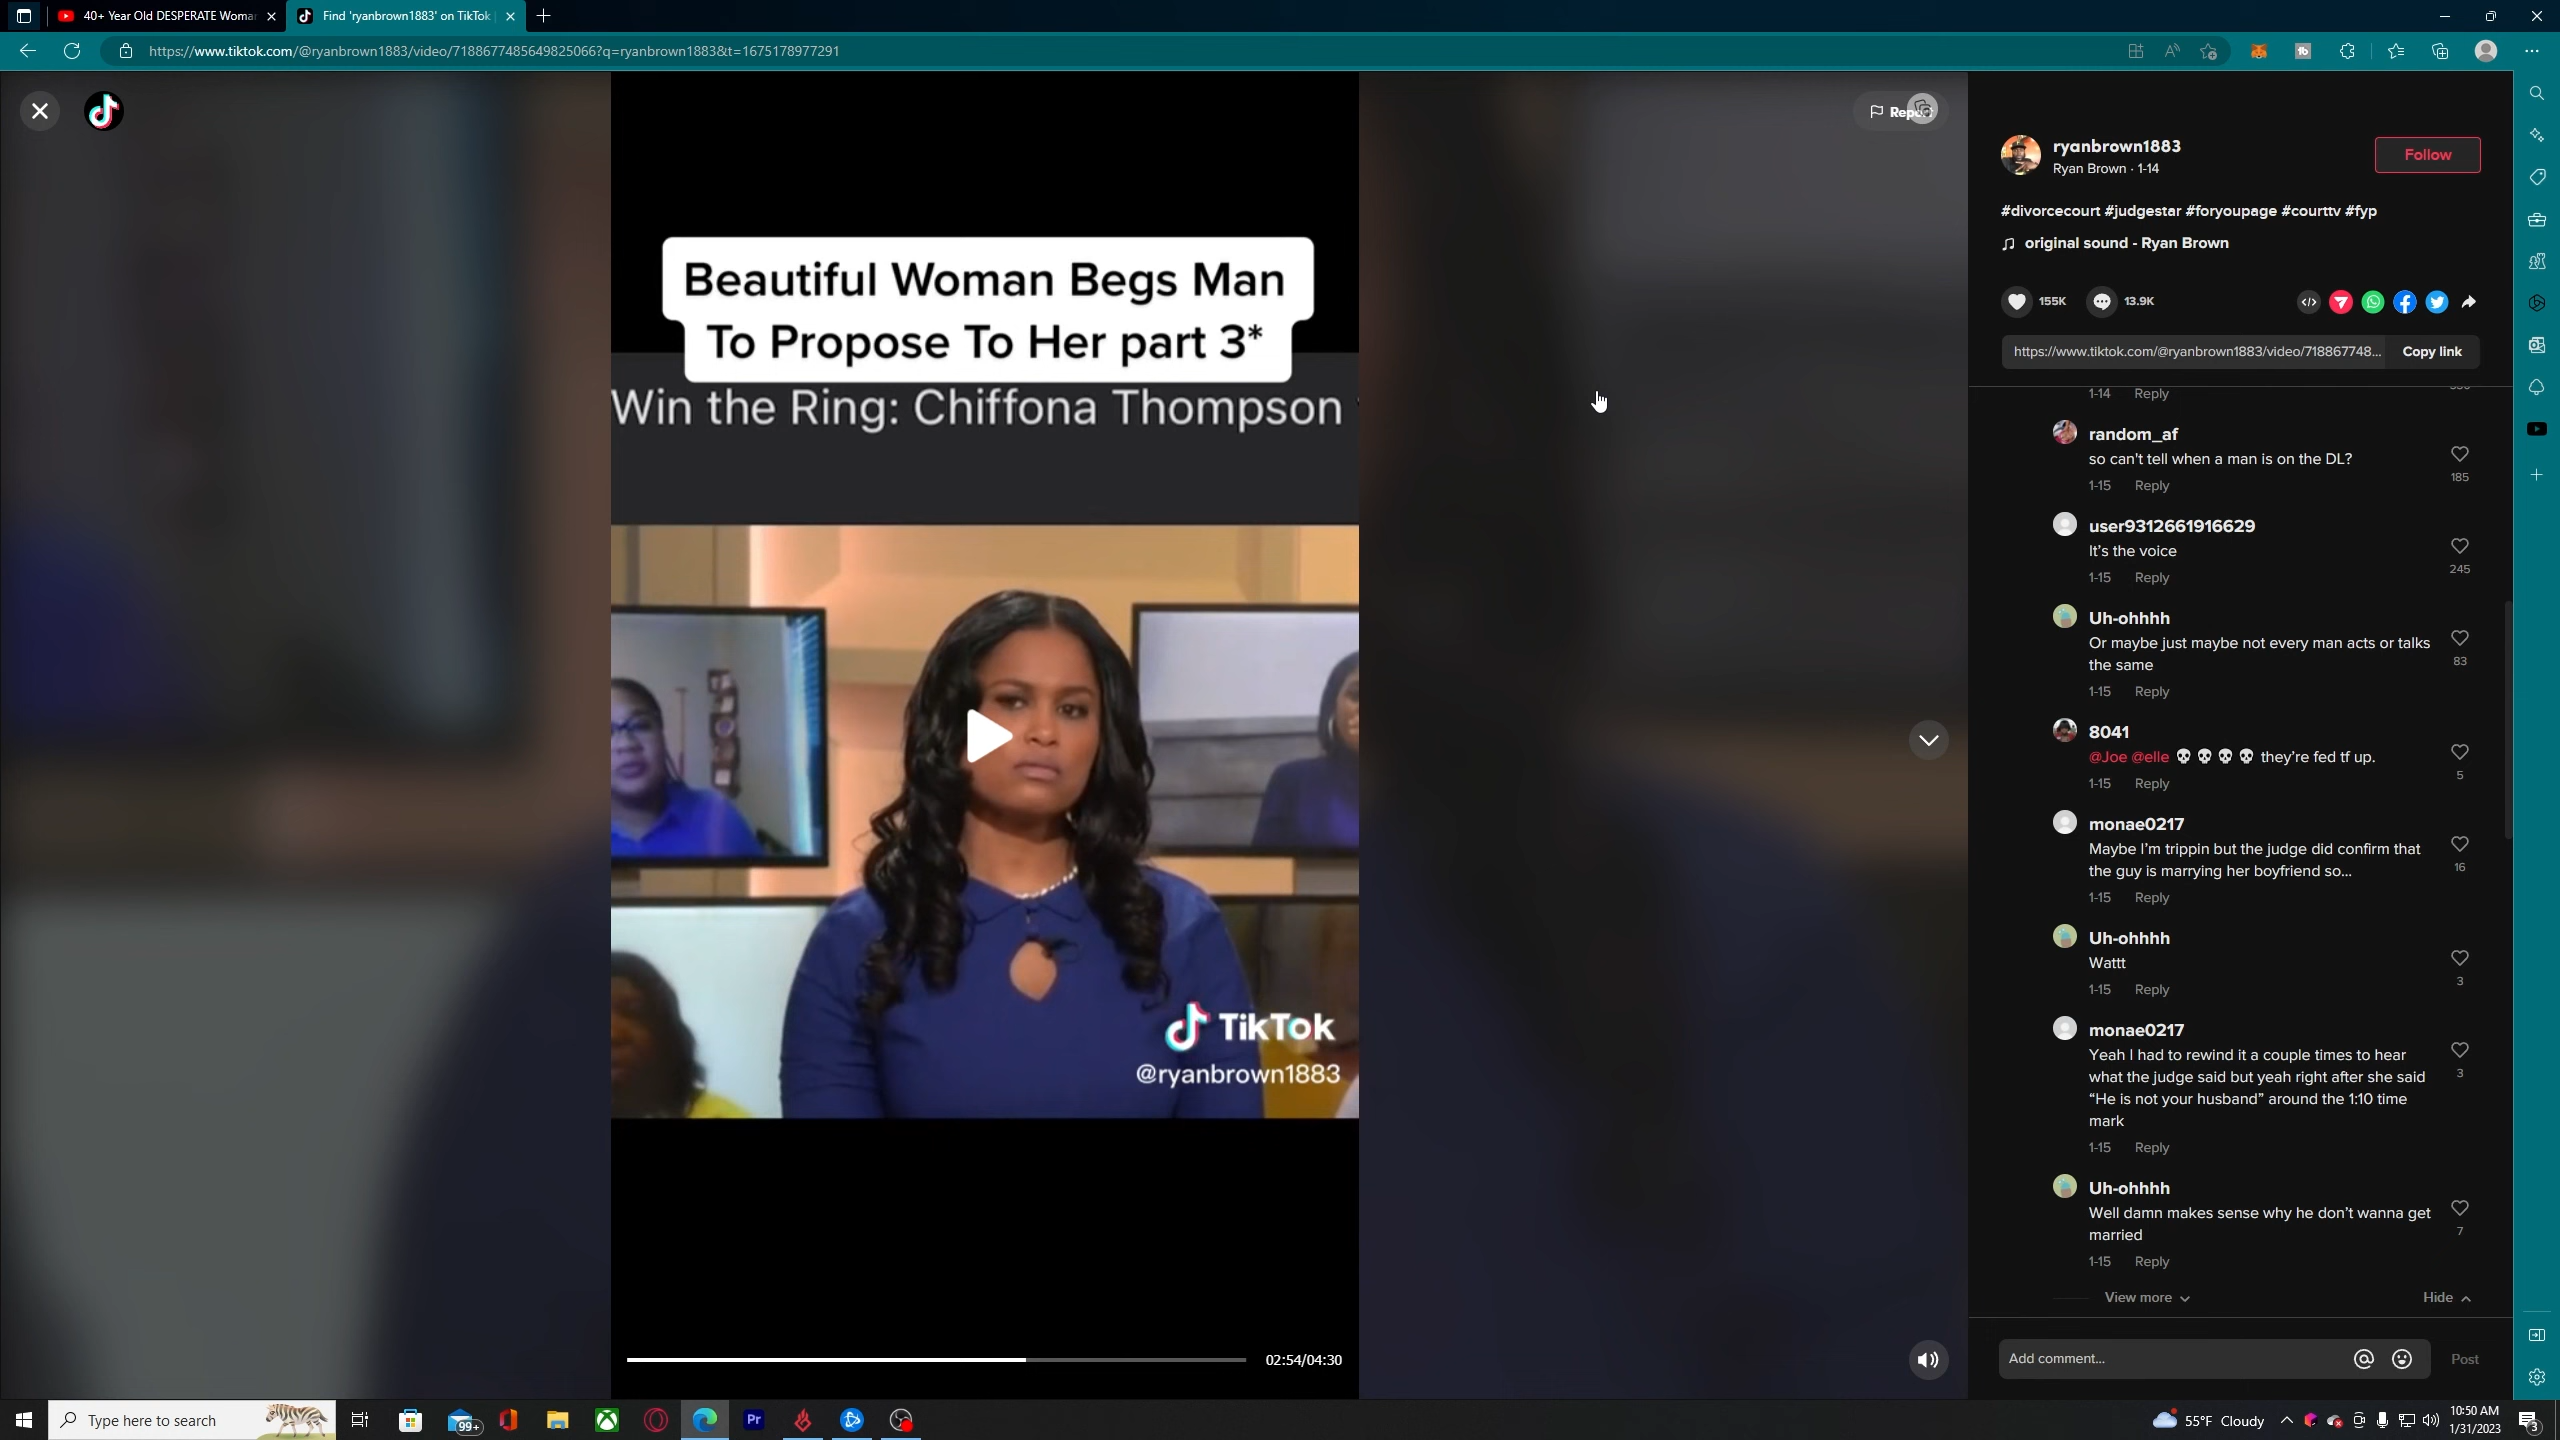 40+ Year Old DESPERATE Woma
Find 'ryanbrown1883' on TikTok
https://www.tiktok.com/@ryanbrown1883/video/7188677485649825066?q=ryanbrown1883&t=1675178977291
Beautiful Woman Begs Man
To Propose To Her part 3*
Win the Ring: Chiffona Thompson
TikTok
@ryanbrown1883
02:54/04:30
ryanbrown1883
Ryan Brown · 1-14
Follow
#divorcecourt #judgestar #foryoupage #courttv #fyp
original sound - Ryan Brown
155K 13.9K
https://www.tiktok.com/@ryanbrown1883/video/718867748...
Copy link
1-14 Reply
random_af
so can't tell when a man is on the DL?
185
1-15 Reply
user9312661916629
It's the voice
245
1-15 Reply
Uh-ohhhh
Or maybe just maybe not every man acts or talks
the same
83
1-15 Reply
8041
@Joe @elle 💀 💀 💀 💀 they're fed tf up.
5
1-15 Reply
monae0217
Maybe I'm trippin but the judge did confirm that
the guy is marrying her boyfriend so...
16
1-15 Reply
Uh-ohhhh
Wattt
3
1-15 Reply
monae0217
Yeah I had to rewind it a couple times to hear
what the judge said but yeah right after she said
“He is not your husband” around the 1:10 time
mark
3
1-15 Reply
Uh-ohhhh
Well damn makes sense why he don't wanna get
married
7
1-15 Reply
View more
Hide
Add comment...
Post
Type here to search
99+
Pr
55°F Cloudy
10:50 AM
1/31/2023
3